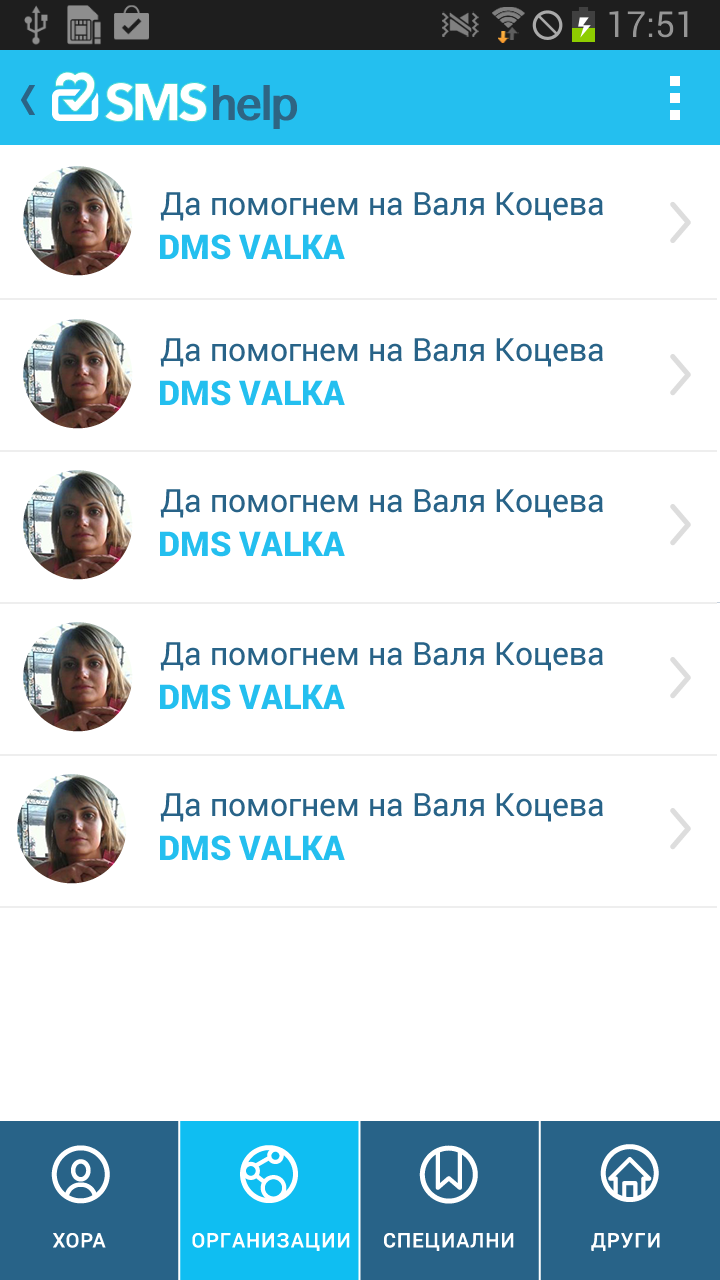 17:51
SMS help
Да помогнем на Валя Коцева
DMS VALKA
Да помогнем на Валя Коцева
DMS VALKA
Да помогнем на Валя Коцева
DMS VALKA
Да помогнем на Валя Коцева
DMS VALKA
Да помогнем на Валя Коцева
DMS VALKA
ХОРА
ОРГАНИЗАЦИИ
СПЕЦИАЛНИ
ДРУГИ